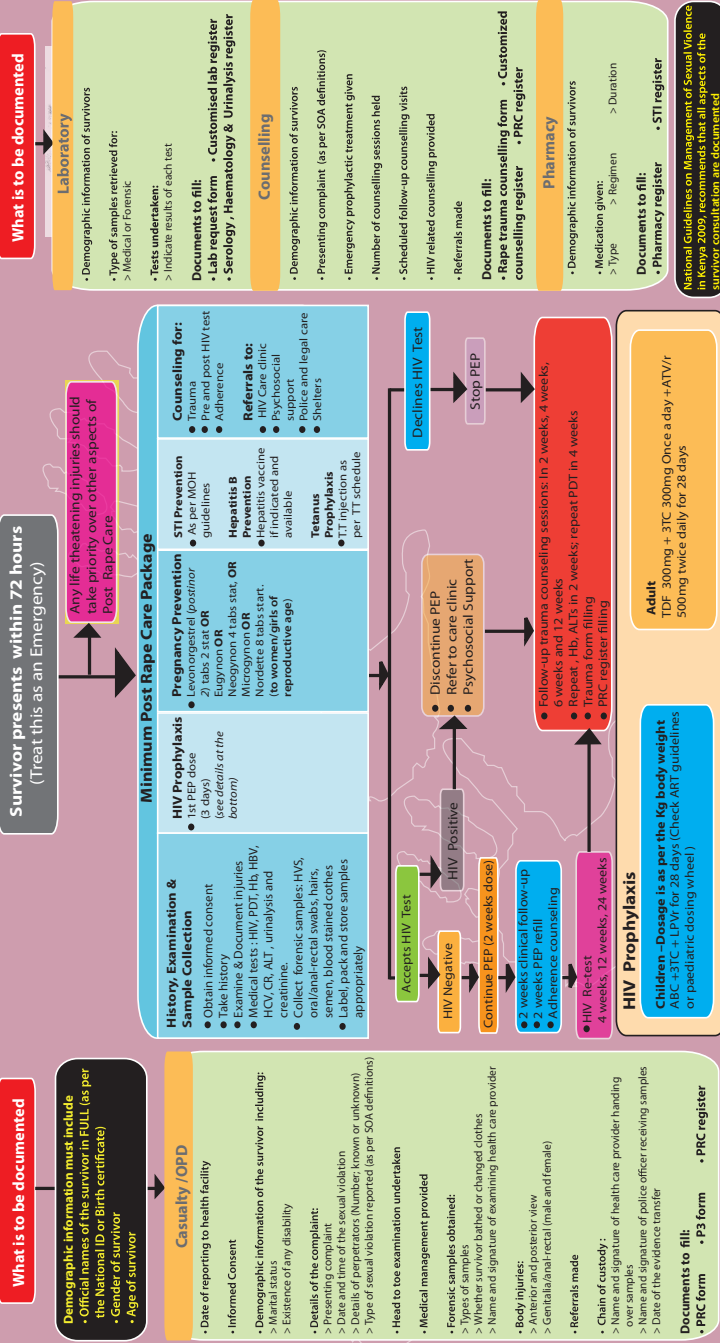 What is to be documented
Demographic information must include
• Official names of the survivor in FULL (as per
the National ID or Birth certificate)
• Gender of survivor
• Age of survivor
Casualty /OPD
• Date of reporting to health facility
• Informed Consent
• Demographic information of the survivor including:
> Marital status
> Existence of any disability
• Details of the complaint:
> Presenting complaint
> Date and time of the sexual violation
> Details of perpetrators (Number; known or unknown)
> Type of sexual violation reported (as per SOA definitions)
• Head to toe examination undertaken
• Medical management provided
• Forensic samples obtained:
> Types of samples
> Whether survivor bathed or changed clothes
> Name and signature of examining health care provider
• Body injuries:
> Anterior and posterior view
> Genitalia/anal-rectal (male and female)
• Referrals made
• Chain of custody :
> Name and signature of health care provider handing
over samples
> Name and signature of police officer receiving samples
> Date of the evidence transfer
Documents to fill:
• PRC form • P3 form • PRC register
Survivor presents within 72 hours
(Treat this as an Emergency)
Any life theatening injuries should
take priority over other aspects of
Post Rape Care
Minimum Post Rape Care Package
History, Examination &
Sample Collection
● Obtain informed consent
● Take history
● Examine & Document injuries
● Medical tests : HIV, PDT, Hb, HBV,
HCV, CR, ALT , urinalysis and
creatinine.
● Collect forensic samples: HVS,
oral/anal-rectal swabs, hairs,
semen, blood stained cothes
● Label, pack and store samples
appropriately
HIV Prophylaxis
● 1st PEP dose
(3 days)
(see details at the
bottom)
Pregnancy Prevention
● Levonorgestrel (postinor
2) tabs 2 stat OR
Eugynon OR
Neogynon 4 tabs stat, OR
Microgynon OR
Nordette 8 tabs start.
(to women/girls of
reproductive age)
STI Prevention
● As per MOH
guidelines
Hepatitis B
Prevention
● Hepatitis vaccine
if indicated and
available
Tetanus
Prophylaxis
● T.T injection as
per TT schedule
Counseling for:
● Trauma
● Pre and post HIV test
● Adherence
Referrals to:
● HIV Care clinic
● Psychosocial
support
● Police and legal care
● Shelters
Accepts HIV Test
Declines HIV Test
HIV Negative
HIV Positive
● Discontinue PEP
● Refer to care clinic
● Psychosocial Support
Stop PEP
Continue PEP (2 weeks dose)
● 2 weeks clinical follow-up
● 2 weeks PEP refill
● Adherence counseling
● HIV Re-test
4 weeks, 12 weeks, 24 weeks
● Follow-up trauma counseling sessions: In 2 weeks, 4 weeks,
6 weeks and 12 weeks
● Repeat , Hb, ALTs in 2 weeks; repeat PDT in 4 weeks
● Trauma form filling
● PRC register filling
HIV Prophylaxis
Children –Dosage is as per the Kg body weight
ABC +3TC + LPVr for 28 days (Check ART guidelines
or paediatric dosing wheel )
Adult
TDF 300mg + 3TC 300mg Once a day +ATV/r
500mg twice daily for 28 days
What is to be documented
Laboratory
• Demographic information of survivors
• Type of samples retrieved for:
> Medical or Forensic
• Tests undertaken:
> Indicate results of each test
Documents to fill:
• Lab request form • Customised lab register
• Serology , Haematology & Urinalysis register
Counselling
• Demographic information of survivors
• Presenting complaint (as per SOA definitions)
• Emergency prophylactic treatment given
• Number of counselling sessions held
• Scheduled follow-up counselling visits
• HIV related counselling provided
• Referrals made
Documents to fill:
• Rape trauma counselling form • Customized
counselling register • PRC register
Pharmacy
• Demographic information of survivors
• Medication given:
> Type > Regimen > Duration
Documents to fill:
• Pharmacy register • STI register
National Guidelines on Management of Sexual Violence
in Kenya 2009, recommends that all aspects of the
survivor consultation are documented